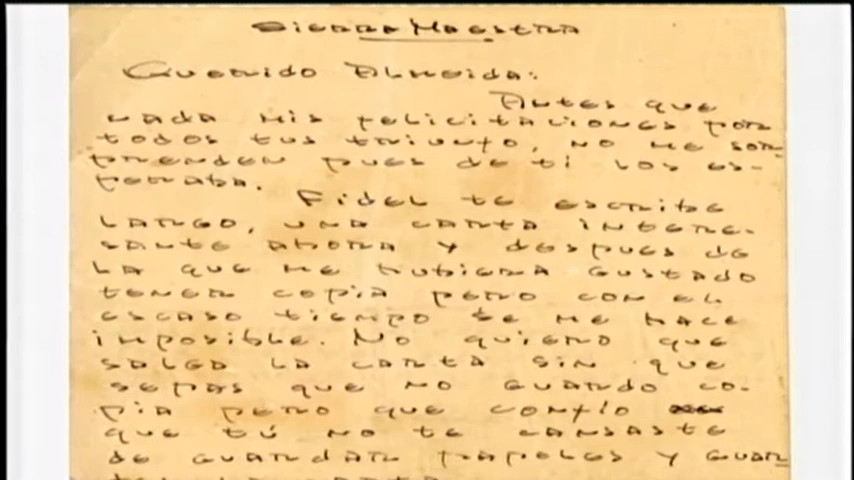 Sierra Maestra
Querido Almeida:
Antes que
nada mis felicitaciones por
todos tus triunfo, no me sor-
prenden pues de ti los es-
peraba.
Fidel te escribe
largo, una carta intere-
sante ahora y despues de
la que me hubiera gustado
tener copia pero con el
escaso tiempo se me hace
imposible. No quiero que
salga la carta sin que
sepas que no guardo co-
pia pero que confío
que tú no te cansaste
de guardar papeles y guar